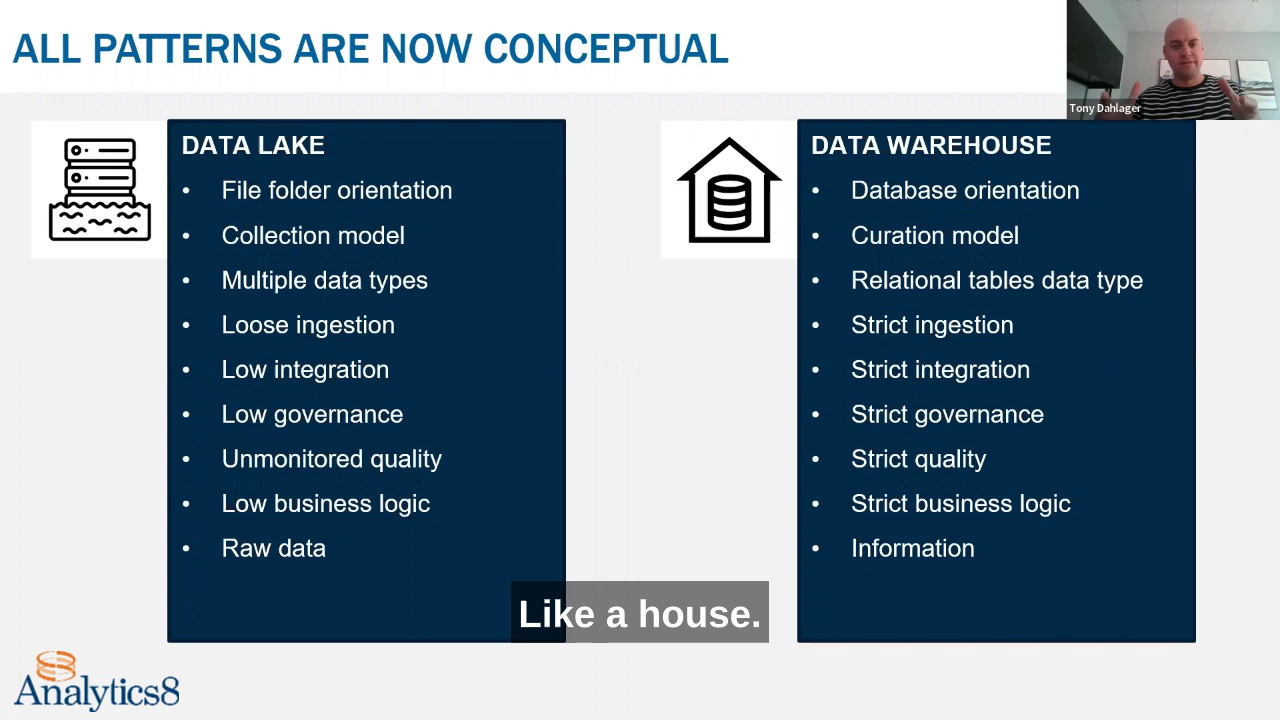 ALL PATTERNS ARE NOW CONCEPTUAL
Tony Dahlager
DATA LAKE
• File folder orientation
• Collection model
• Multiple data types
• Loose ingestion
• Low integration
• Low governance
• Unmonitored quality
• Low business logic
• Raw data
DATA WAREHOUSE
• Database orientation
• Curation model
• Relational tables data type
• Strict ingestion
• Strict integration
• Strict governance
• Strict quality
• Strict business logic
• Information
Like a house.
Analytics8